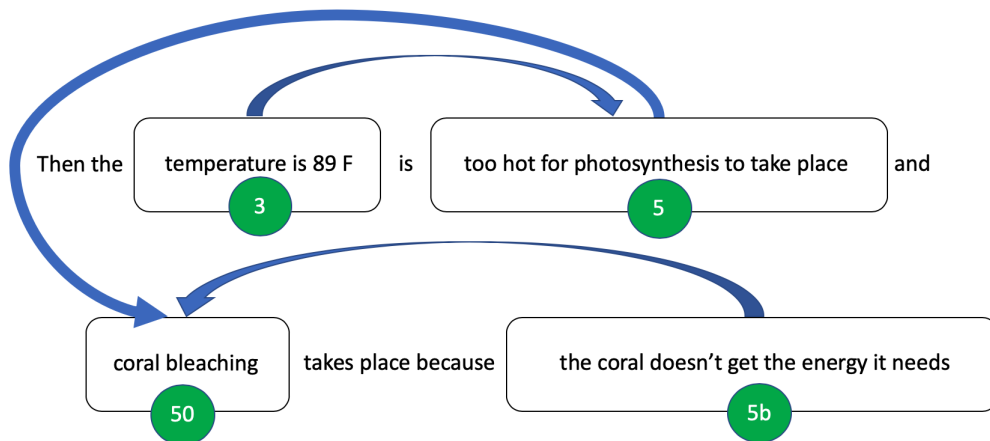 Then the temperature is 89 F is too hot for photosynthesis to take place and
3 5
coral bleaching takes place because the coral doesn’t get the energy it needs
50 5b